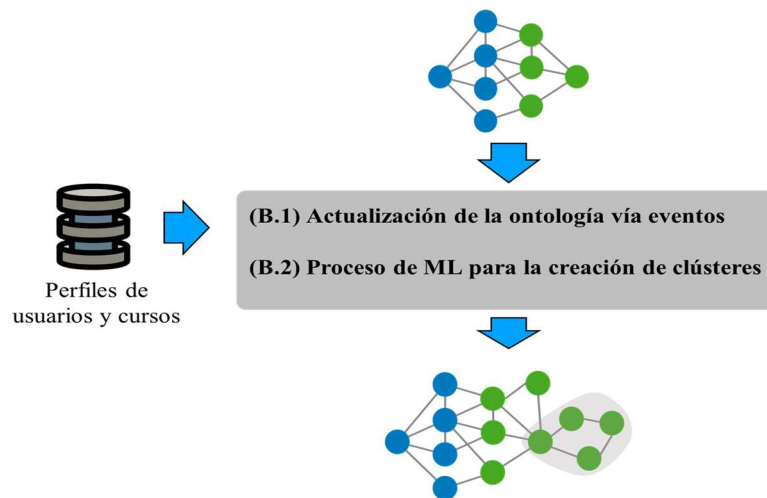 (B.1) Actualización de la ontología vía eventos
(B.2) Proceso de ML para la creación de clústeres
Perfiles de
usuarios y cursos